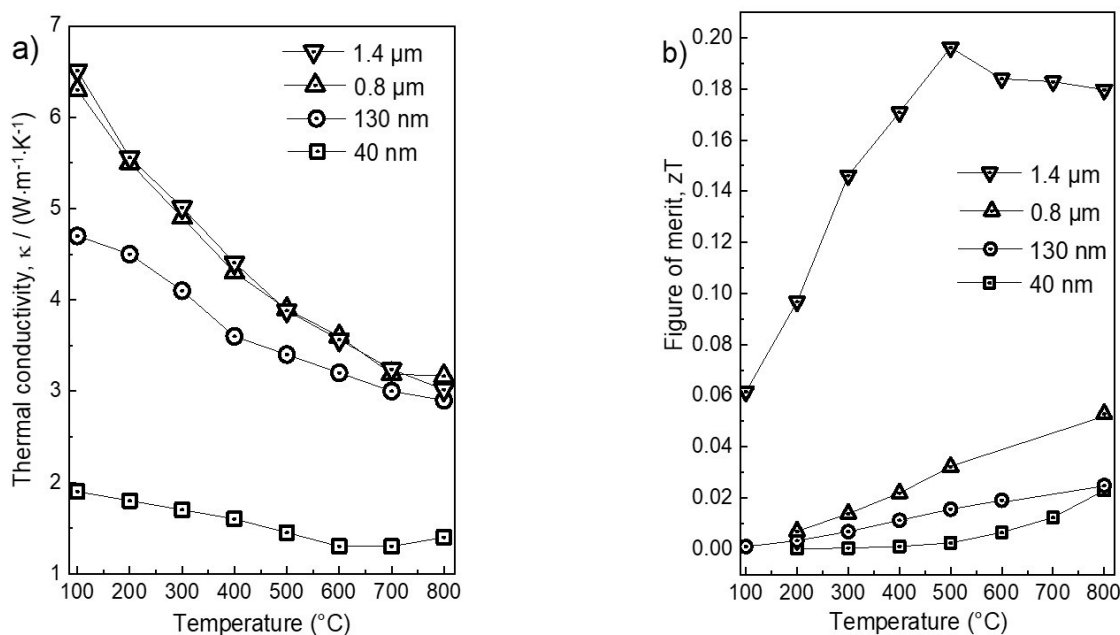 a)
Thermal conductivity, κ / (W·m⁻¹·K⁻¹)
7
6
5
4
3
2
1
1.4 µm
0.8 µm
130 nm
40 nm
100 200 300 400 500 600 700 800
Temperature (°C)
b)
Figure of merit, zT
0.20
0.18
0.16
0.14
0.12
0.10
0.08
0.06
0.04
0.02
0.00
1.4 µm
0.8 µm
130 nm
40 nm
100 200 300 400 500 600 700 800
Temperature (°C)